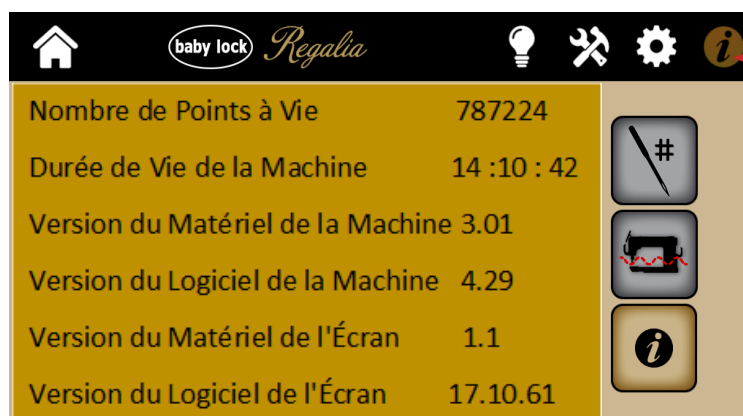 baby lock Regalia
Nombre de Points à Vie 787224
Durée de Vie de la Machine 14 :10 : 42
Version du Matériel de la Machine 3.01
Version du Logiciel de la Machine 4.29
Version du Matériel de l'Écran 1.1
Version du Logiciel de l'Écran 17.10.61
#
i
i